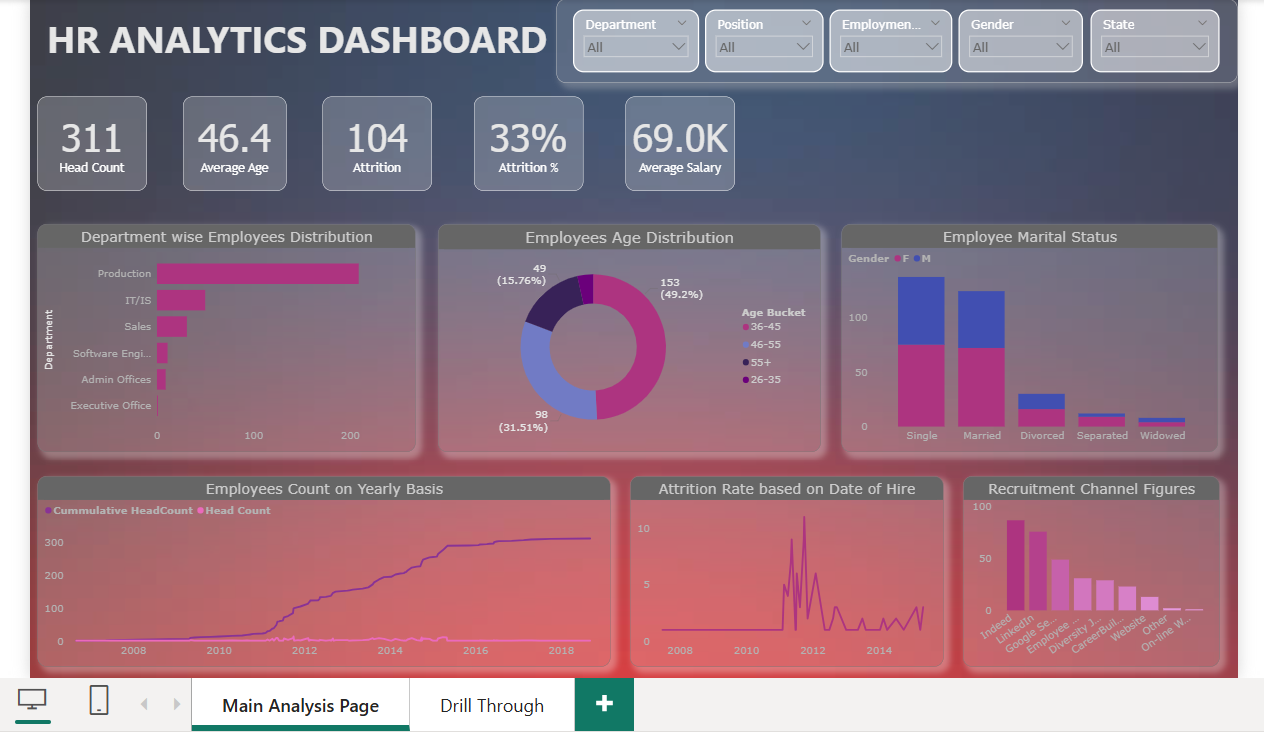 HR ANALYTICS DASHBOARD
Department
All
Position
All
Employmen...
All
Gender
All
State
All
311
Head Count
46.4
Average Age
104
Attrition
33%
Attrition %
69.0K
Average Salary
Department wise Employees Distribution
Department
Production
IT/IS
Sales
Software Engi...
Admin Offices
Executive Office
0 100 200
Employees Age Distribution
49
(15.76%)
153
(49.2%)
98
(31.51%)
Age Bucket
36-45
46-55
55+
26-35
Employee Marital Status
Gender F M
100
50
0
Single Married Divorced Separated Widowed
Employees Count on Yearly Basis
Cummulative HeadCount Head Count
300
200
100
0
2008 2010 2012 2014 2016 2018
Attrition Rate based on Date of Hire
10
5
0
2008 2010 2012 2014
Recruitment Channel Figures
100
50
0
Indeed
LinkedIn
Google Se...
Employee ...
Diversity J...
CareerBuil...
Website
Other
On-line W...
Main Analysis Page
Drill Through